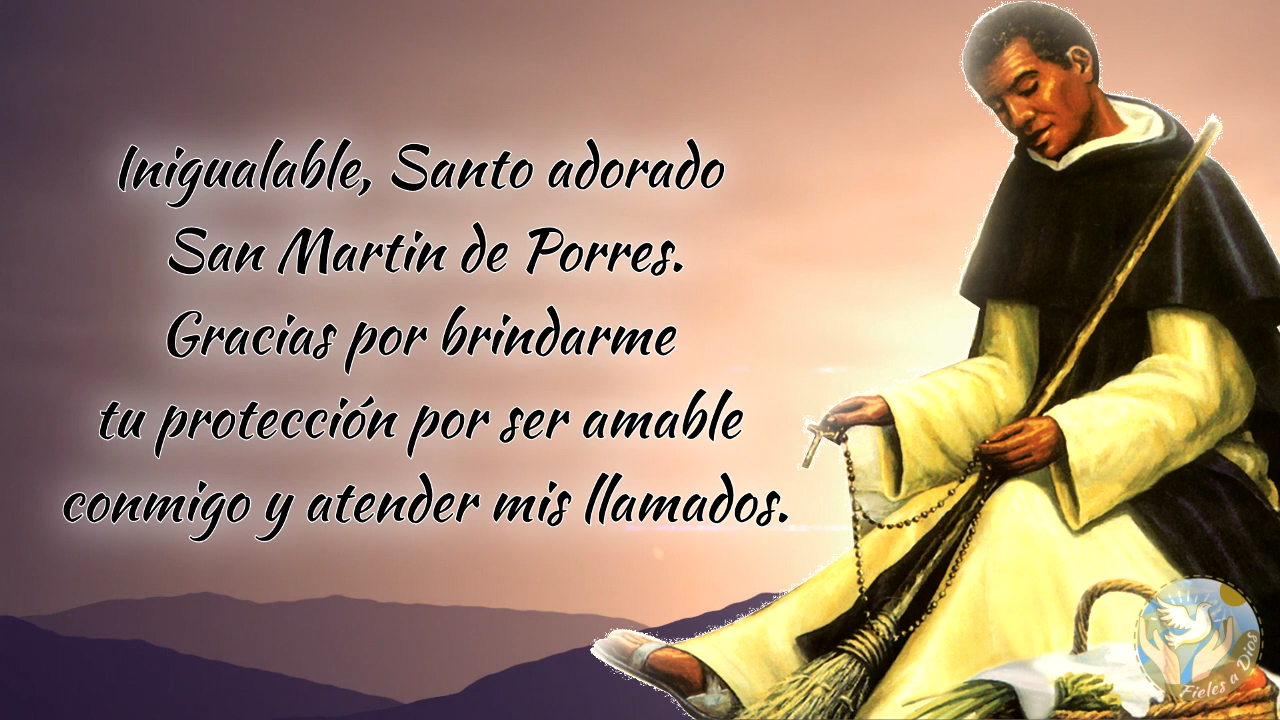 Inigualable, Santo adorado
San Martin de Porres.
Gracias por brindarme
tu protección por ser amable
conmigo y atender mis llamados.
Fieles a Dios